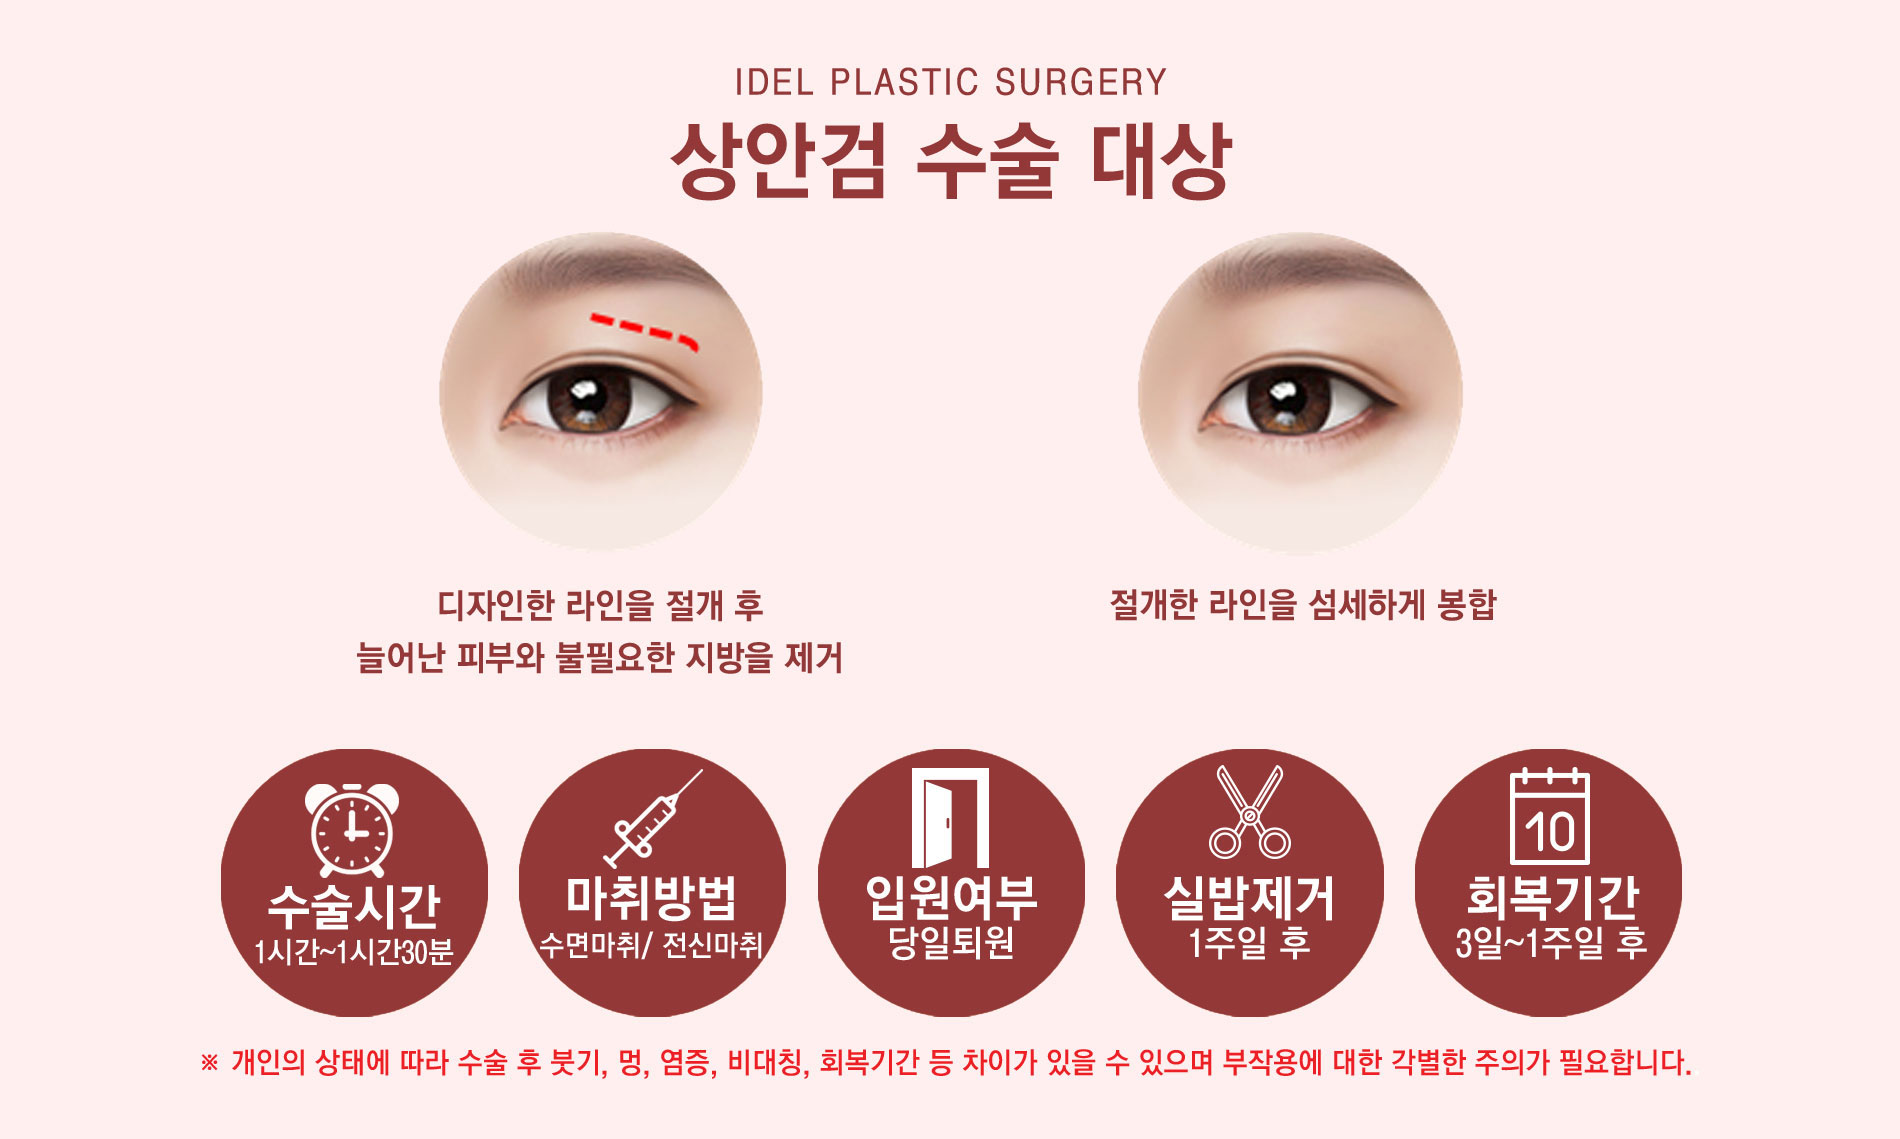 IDEL PLASTIC SURGERY
상안검 수술 대상
디자인한 라인을 절개 후
늘어난 피부와 불필요한 지방을 제거
절개한 라인을 섬세하게 봉합
수술시간
1시간~1시간30분
마취방법
수면마취/ 전신마취
입원여부
당일퇴원
실밥제거
1주일 후
10
회복기간
3일~1주일 후
※ 개인의 상태에 따라 수술 후 붓기, 멍, 염증, 비대칭, 회복기간 등 차이가 있을 수 있으며 부작용에 대한 각별한 주의가 필요합니다.